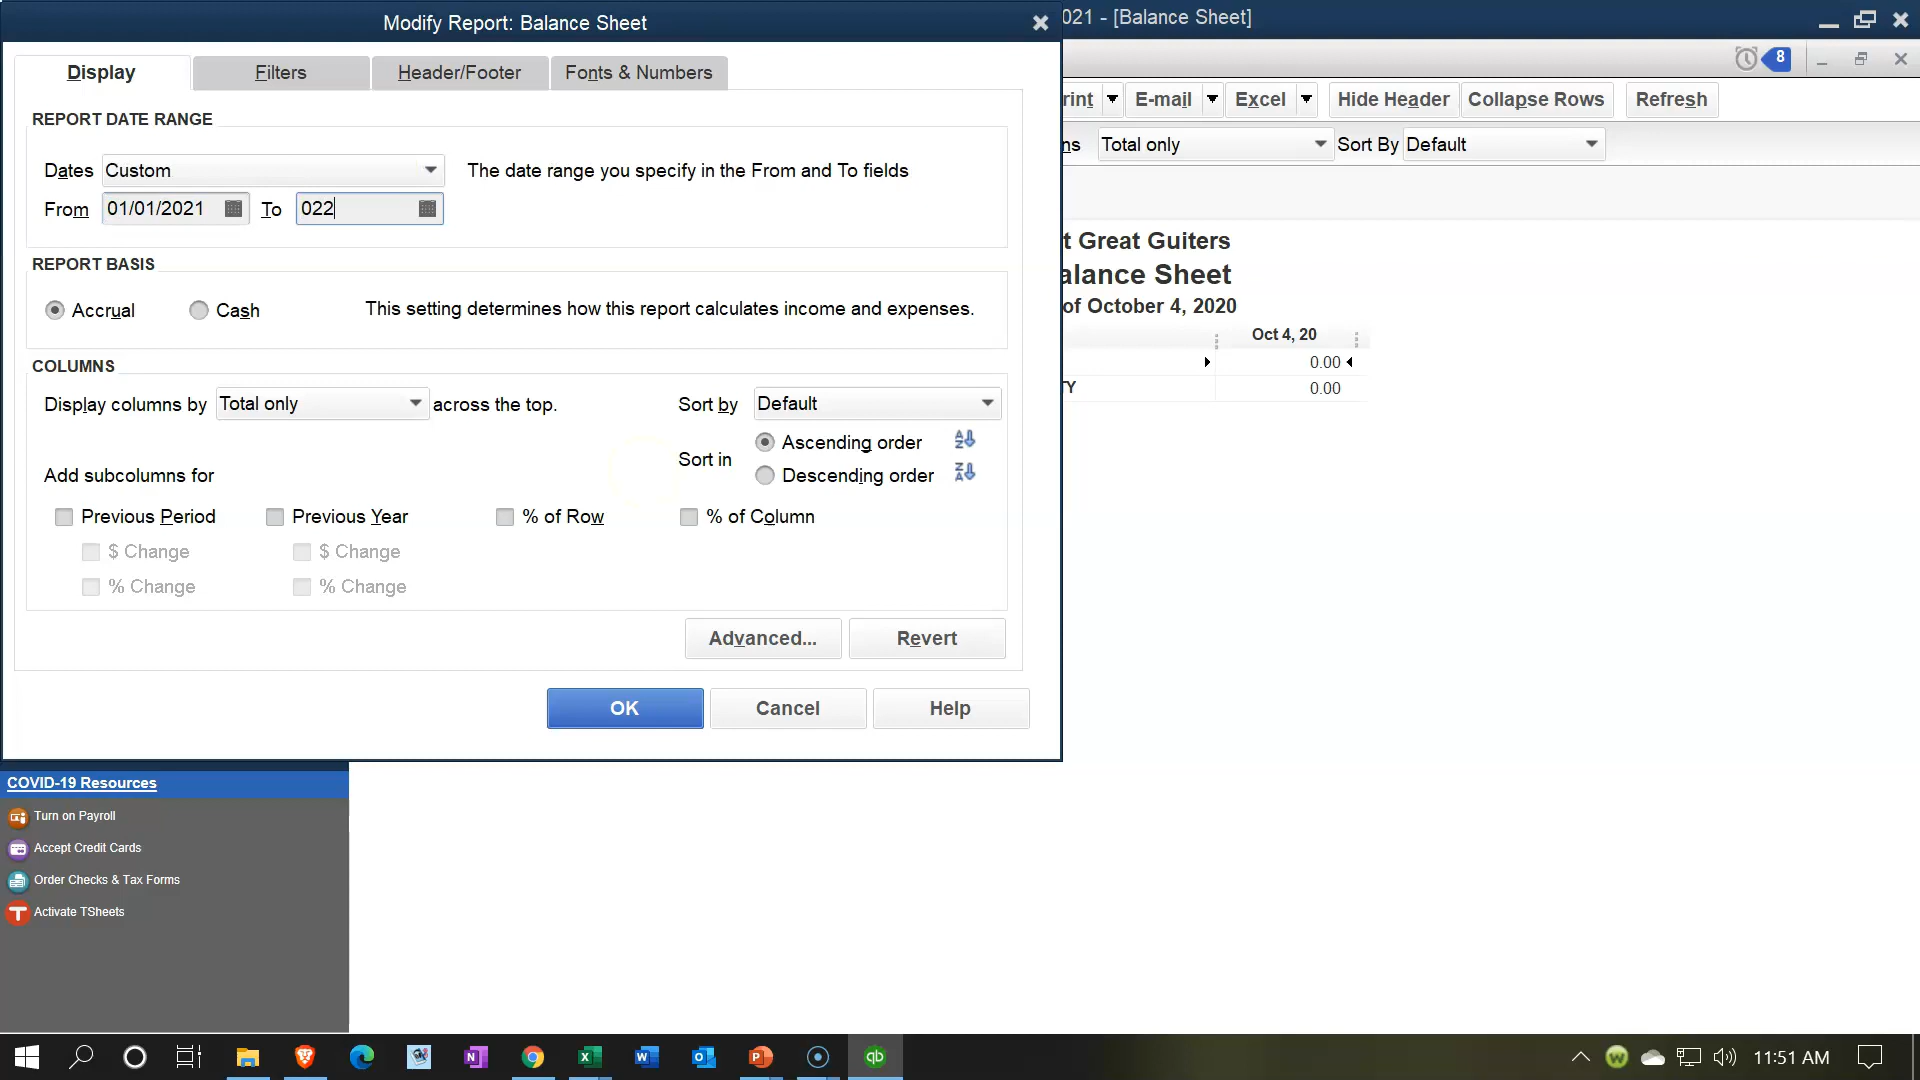 Modify Report: Balance Sheet
021 - [Balance Sheet]
8
Display
Filters
Header/Footer
Fonts & Numbers
rint
E-mail
Excel
Hide Header
Collapse Rows
Refresh
ns
Total only
Sort By
Default
REPORT DATE RANGE
Dates
Custom
The date range you specify in the From and To fields
From
01/01/2021
To
022
REPORT BASIS
Accrual
Cash
This setting determines how this report calculates income and expenses.
COLUMNS
Display columns by
Total only
across the top.
Sort by
Default
Sort in
Ascending order
Descending order
Add subcolumns for
Previous Period
Previous Year
% of Row
% of Column
$ Change
$ Change
% Change
% Change
Advanced...
Revert
OK
Cancel
Help
t Great Guiters
alance Sheet
of October 4, 2020
Oct 4, 20
0.00
TY
0.00
COVID-19 Resources
Turn on Payroll
Accept Credit Cards
Order Checks & Tax Forms
Activate TSheets
11:51 AM